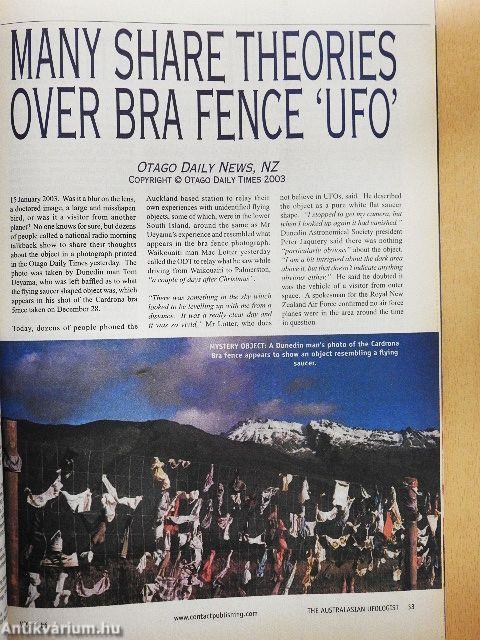 MANY SHARE THEORIES
OVER BRA FENCE 'UFO'
OTAGO DAILY NEWS, NZ
COPYRIGHT © OTAGO DAILY TIMES 2003
15 January 2003. Was it a blur on the lens,
a doctored image, a large and misshapen
bird, or was it a visitor from another
planet? No one knows for sure, but dozens
of people called a national radio morning
talkback show to share their thoughts
about the object in a photograph printed
in the Otago Daily Times yesterday. The
photo was taken by Dunedin man Tom
Ueyama, who was left baffled as to what
the flying saucer shaped object was, which
appears in his shot of the Cardrona bra
fence taken on December 28.
Today, dozens of people phoned the
Auckland based station to relay their
own experiences with unidentified flying
objects, some of which, were in the lower
South Island, around the same as Mr
Ueyama's experience and resembled what
appears in the bra fence photograph.
Waikouaiti man Mac Lotter yesterday
called the ODT to relay what he saw while
driving from Waikouaiti to Palmerston,
"a couple of days after Christmas".
"There was something in the sky which
looked to be levelling up with me from a
distance. It was a really clear day and
it was so vivid," Mr Lotter, who does
not believe in UFOs, said. He described
the object as a pure white flat saucer
shape. "I stopped to get my camera, but
when I looked up again it had vanished."
Dunedin Astronomical Society president
Peter Jaquiery said there was nothing
"particularly obvious" about the object.
"I am a bit intrigued about the dark area
above it, but that doesn't indicate anything
obvious either." He said he doubted it
was the vehicle of a visitor from outer
space. A spokesman for the Royal New
Zealand Air Force confirmed no air force
planes were in the area around the time
in question.
MYSTERY OBJECT: A Dunedin man's photo of the Cardrona
Bra fence appears to show an object resembling a flying
saucer.
www.contactpublishing.com
THE AUSTRALASIAN UFOLOGIST 53
Antikvárium.hu